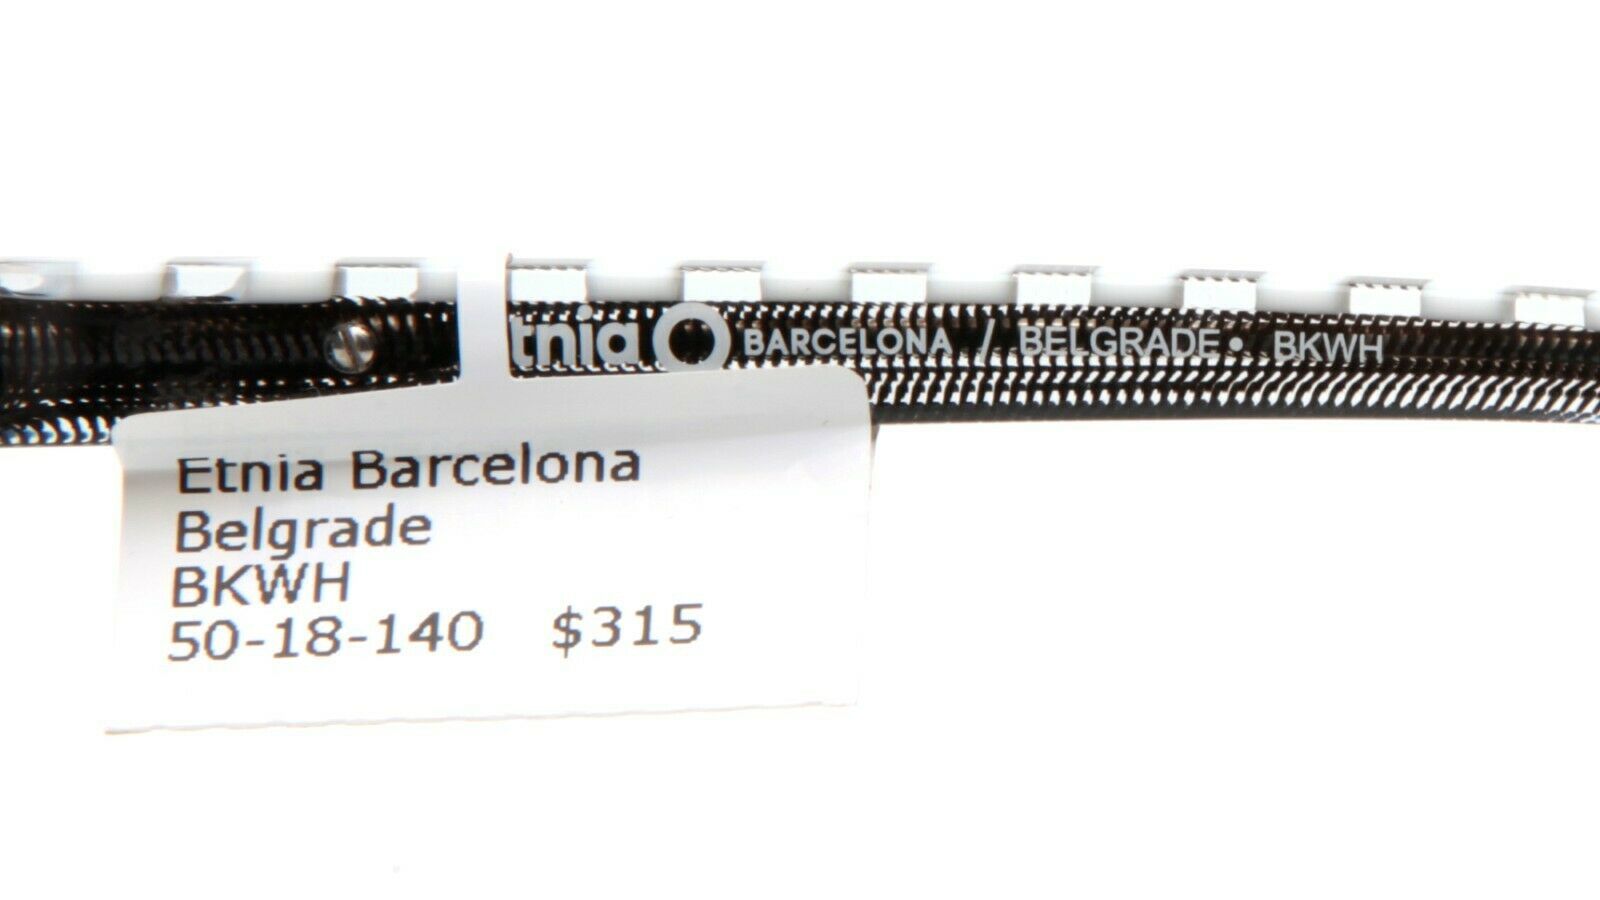 tnia BARCELONA / BELGRADE • BKWH
Etnia Barcelona
Belgrade
BKWH
50-18-140 $315